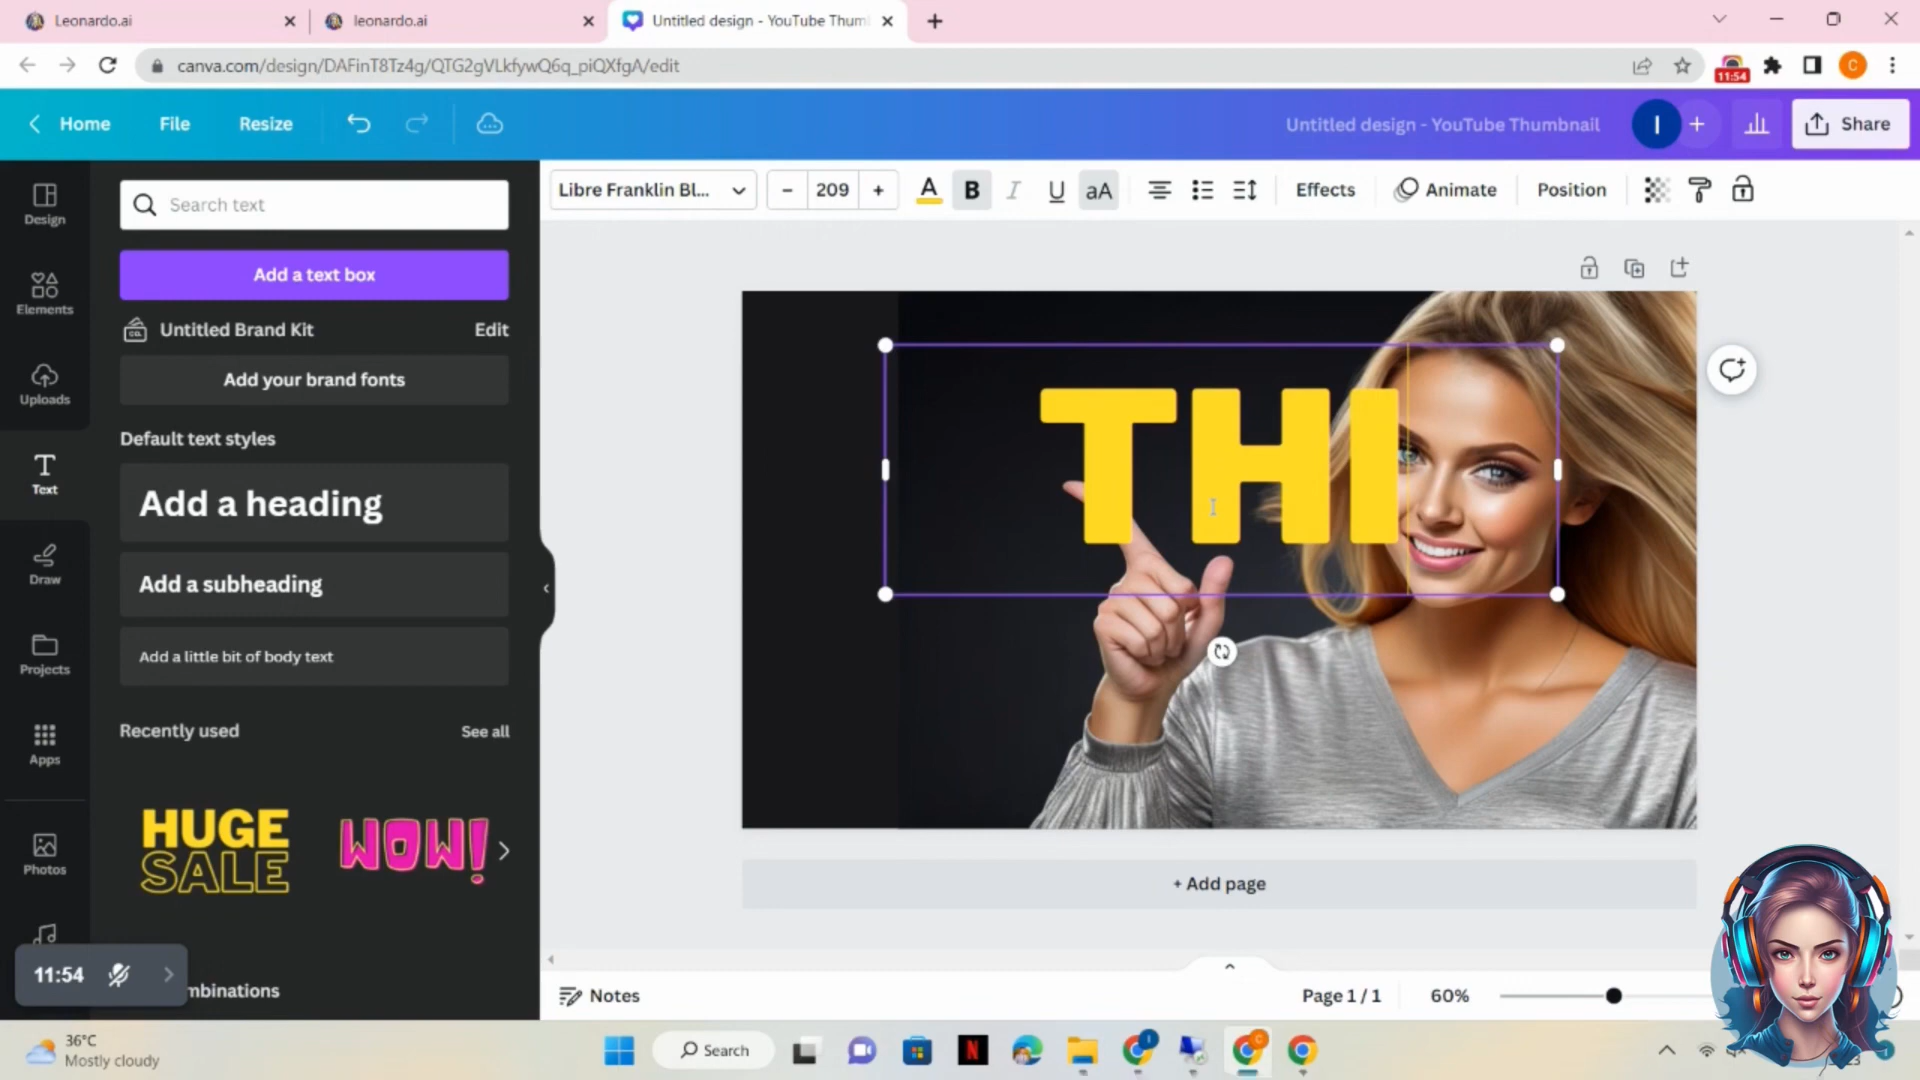 Leonardo.ai
leonardo.ai
Untitled design - YouTube Thum
canva.com/design/DAFinT8Tz4g/QTG2gVLkfywQ6q_piQXfgA/edit
11:54
C
Home
File
Resize
Untitled design - YouTube Thumbnail
I
Share
Design
Elements
Uploads
Text
Draw
Projects
Apps
Photos
Search text
Add a text box
Untitled Brand Kit
Edit
Add your brand fonts
Default text styles
Add a heading
Add a subheading
Add a little bit of body text
Recently used
See all
HUGE
SALE
WOW!
mbinations
11:54
Libre Franklin Bl...
209
A
B
I
U
aA
Effects
Animate
Position
THI
+ Add page
Notes
Page 1 / 1
60%
36°C
Mostly cloudy
Search